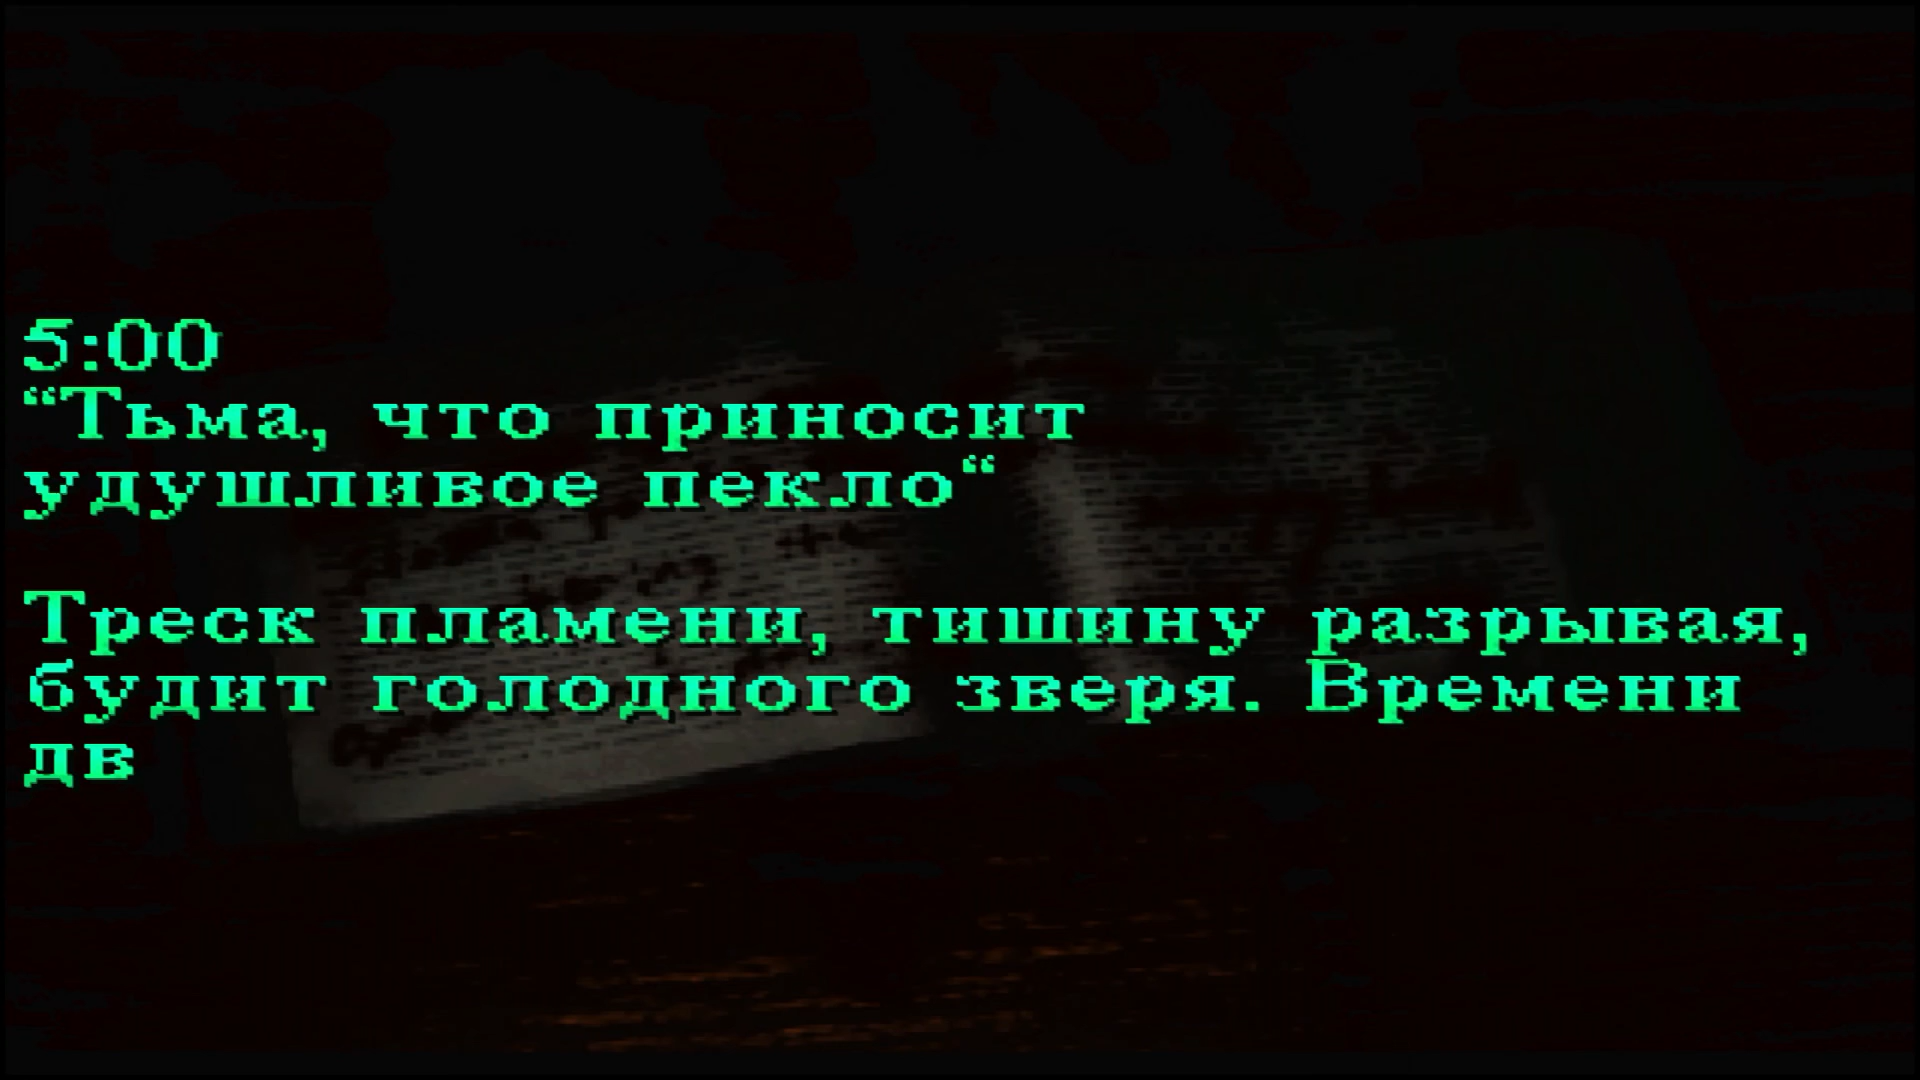 5:00
“Тьма, что приносит
удушливое пекло“
Треск пламени, тишину разрывая,
будит голодного зверя. Времени
дв